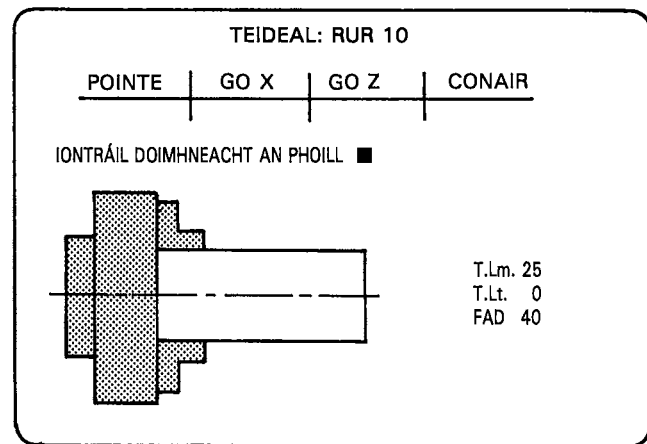 TEIDEAL: RUR 10
POINTE GO X GO Z CONAIR
IONTRÁIL DOIMHNEACHT AN PHOILL
T.Lm. 25
T.Lt. 0
FAD 40